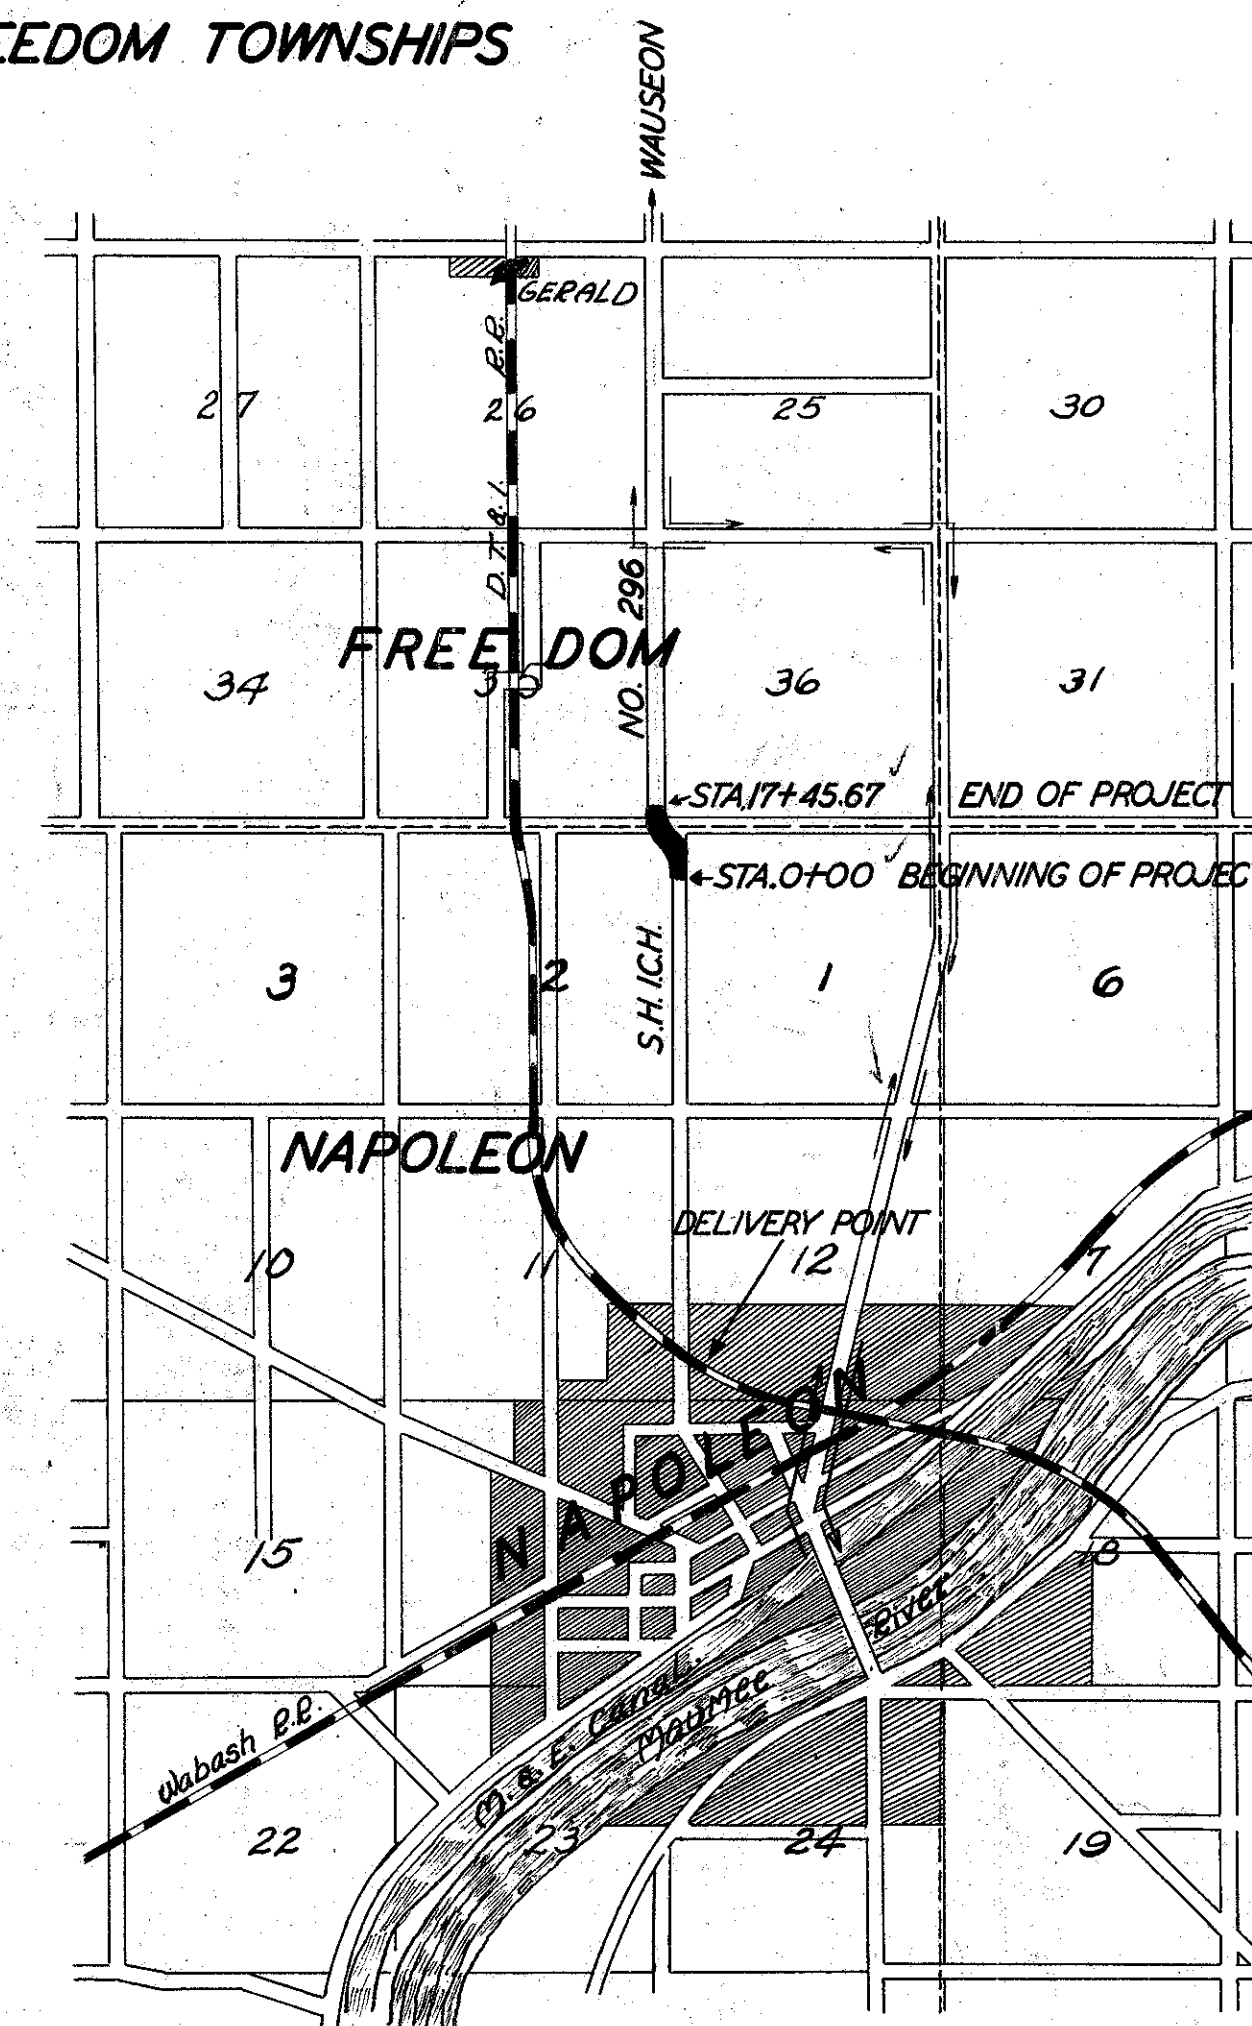 EEDOM TOWNSHIPS
WAUSEON
GERALD
D.T.&I. R.R.
27
26
25
30
NO. 296
FREEDOM
34
35
36
31
STA.17+45.67 END OF PROJECT
STA.0+00 BEGINNING OF PROJEC
S.H. I.C.H.
3
2
1
6
NAPOLEON
DELIVERY POINT
10
11
12
7
NAPOLEON
15
18
River
M. & E. Canal.
Maumee
Wabash R.R.
22
23
24
19